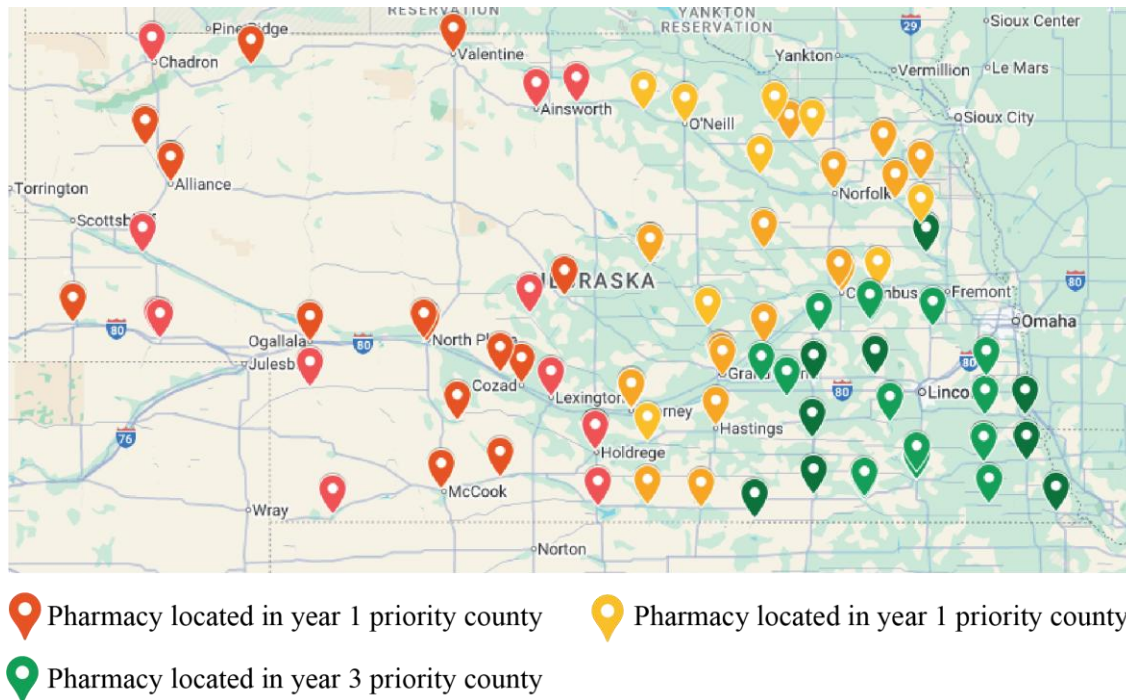 RESERVATION
YANKTON
RESERVATION
29
Sioux Center
Pine Ridge
Valentine
Yankton
Chadron
Vermillion
Le Mars
Ainsworth
O'Neill
Sioux City
Torrington
Alliance
Norfolk
Scottsbluff
NEBRASKA
80
Columbus
Fremont
80
Ogallala
80
North Platte
Omaha
Julesb
Grand
80
Cozad
Lexington
Kearney
80
Lincoln
76
Hastings
Holdrege
McCook
Wray
Norton
Pharmacy located in year 1 priority county
Pharmacy located in year 1 priority county
Pharmacy located in year 3 priority county